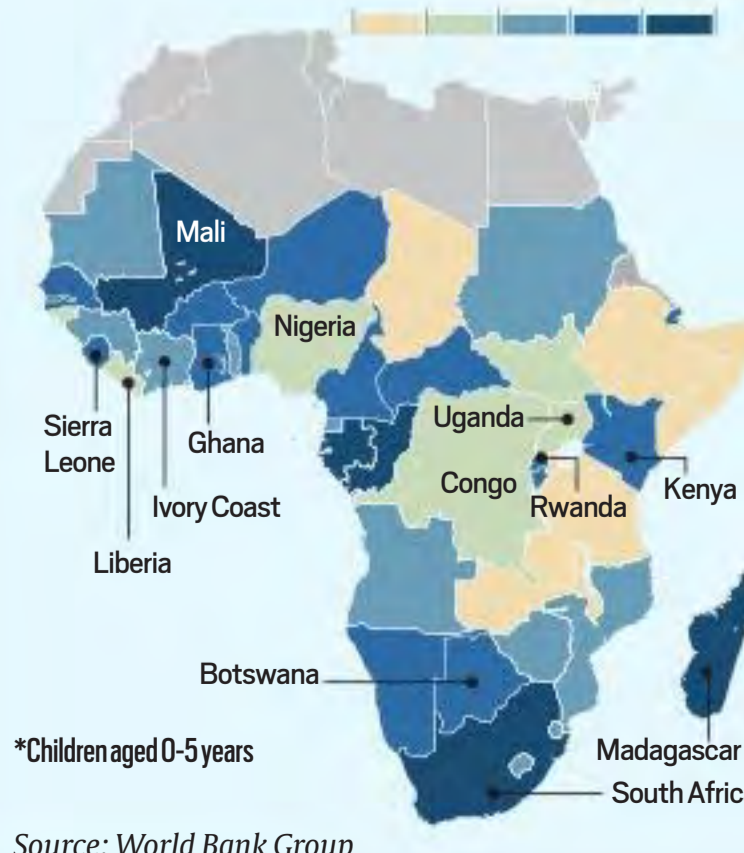 Mali
Nigeria
Uganda
Sierra
Leone
Ghana
Congo
Rwanda
Kenya
Ivory Coast
Liberia
Botswana
*Children aged 0-5 years
Madagascar
South Afric
Source: World Bank Group